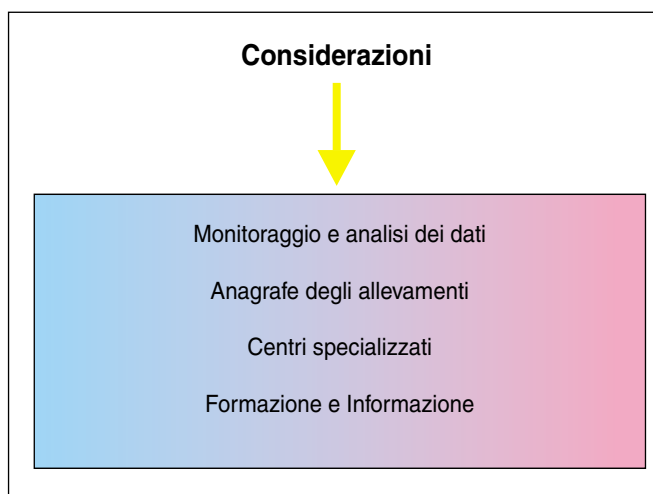 Considerazioni
Monitoraggio e analisi dei dati
Anagrafe degli allevamenti
Centri specializzati
Formazione e Informazione